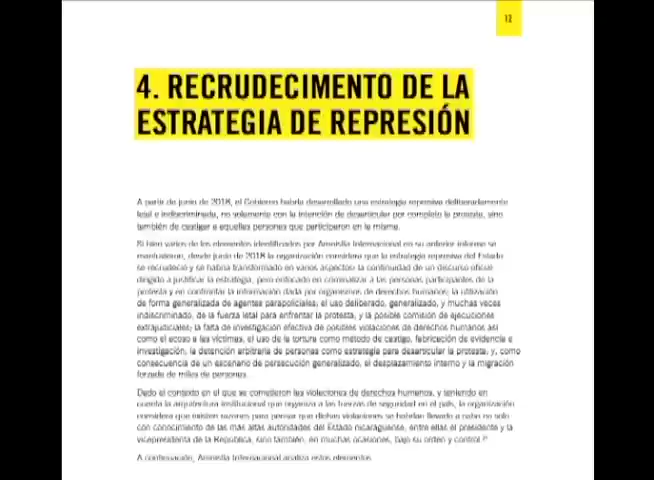 12
4. RECRUDECIMENTO DE LA
ESTRATEGIA DE REPRESIÓN
A partir de junio de 2018, el Gobierno habría desarrollado una estrategia represiva deliberadamente
letal e indiscriminada, no solamente con la intención de desarticular por completo la protesta, sino
también de castigar a aquellas personas que participaron en la misma.
Si bien varios de los elementos identificados por Amnistía Internacional en su anterior informe se
mantuvieron, desde junio de 2018 la organización considera que la estrategia represiva del Estado
se recrudeció y se habría transformado en varios aspectos: la continuidad de un discurso oficial
dirigido a justificar la estrategia, pero enfocado en criminalizar a las personas participantes de la
protesta y en confrontar la información dada por organismos de derechos humanos; la utilización
de forma generalizada de agentes parapoliciales; el uso deliberado, generalizado, y muchas veces
indiscriminado, de la fuerza letal para enfrentar la protesta, y la posible comisión de ejecuciones
extrajudiciales; la falta de investigación efectiva de posibles violaciones de derechos humanos así
como el acoso a las víctimas, el uso de la tortura como método de castigo, fabricación de evidencia e
investigación, la detención arbitraria de personas como estrategia para desarticular la protesta; y, como
consecuencia de un escenario de persecución generalizado, el desplazamiento interno y la migración
forzada de miles de personas.
Dado el contexto en el que se cometieron las violaciones de derechos humanos, y teniendo en
cuenta la arquitectura institucional que organiza a las fuerzas de seguridad en el país, la organización
considera que existen razones para pensar que dichas violaciones se habrían llevado a cabo no solo
con conocimiento de las más altas autoridades del Estado nicaragüense, entre ellas el presidente y la
vicepresidenta de la República, sino también, en muchas ocasiones, bajo su orden y control.
A continuación, Amnistía Internacional analiza estos elementos.